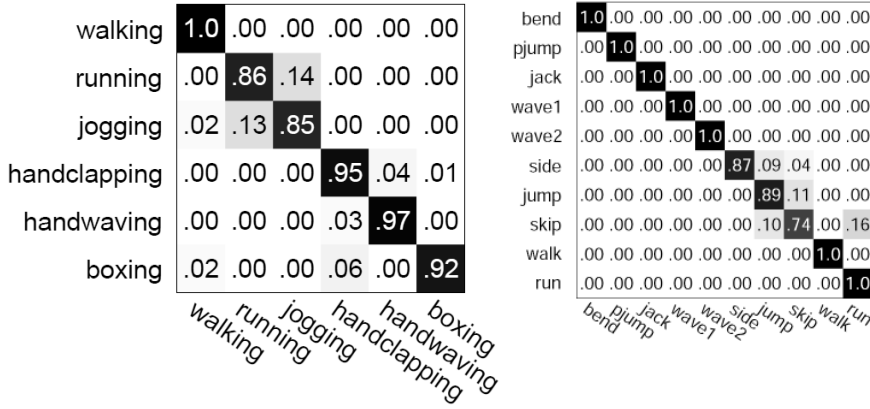 walking 1.0 .00 .00 .00 .00 .00
running .00 .86 .14 .00 .00 .00
jogging .02 .13 .85 .00 .00 .00
handclapping .00 .00 .00 .95 .04 .01
handwaving .00 .00 .00 .03 .97 .00
boxing .02 .00 .00 .06 .00 .92
walking running jogging handclapping handwaving boxing
bend 1.0 .00 .00 .00 .00 .00 .00 .00 .00 .00
pjump .00 1.0 .00 .00 .00 .00 .00 .00 .00 .00
jack .00 .00 1.0 .00 .00 .00 .00 .00 .00 .00
wave1 .00 .00 .00 1.0 .00 .00 .00 .00 .00 .00
wave2 .00 .00 .00 .00 1.0 .00 .00 .00 .00 .00
side .00 .00 .00 .00 .00 .87 .09 .04 .00 .00
jump .00 .00 .00 .00 .00 .00 .89 .11 .00 .00
skip .00 .00 .00 .00 .00 .00 .10 .74 .00 .16
walk .00 .00 .00 .00 .00 .00 .00 .00 1.0 .00
run .00 .00 .00 .00 .00 .00 .00 .00 .00 1.0
bend pjump jack wave1 wave2 side jump skip walk run